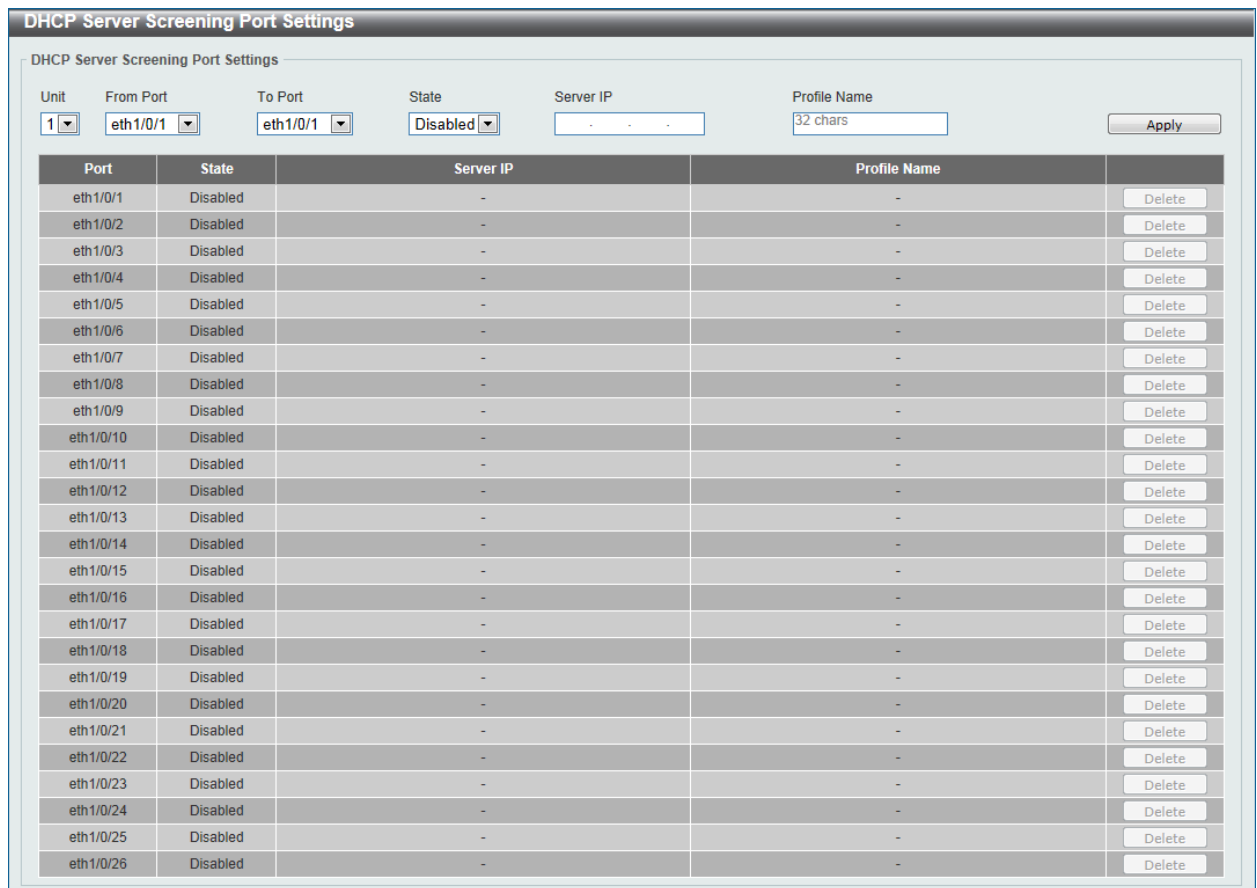 DHCP Server Screening Port Settings
DHCP Server Screening Port Settings
Unit From Port To Port State Server IP Profile Name
1 eth1/0/1 eth1/0/1 Disabled . . . 32 chars Apply
Port State Server IP Profile Name
eth1/0/1 Disabled - - Delete
eth1/0/2 Disabled - - Delete
eth1/0/3 Disabled - - Delete
eth1/0/4 Disabled - - Delete
eth1/0/5 Disabled - - Delete
eth1/0/6 Disabled - - Delete
eth1/0/7 Disabled - - Delete
eth1/0/8 Disabled - - Delete
eth1/0/9 Disabled - - Delete
eth1/0/10 Disabled - - Delete
eth1/0/11 Disabled - - Delete
eth1/0/12 Disabled - - Delete
eth1/0/13 Disabled - - Delete
eth1/0/14 Disabled - - Delete
eth1/0/15 Disabled - - Delete
eth1/0/16 Disabled - - Delete
eth1/0/17 Disabled - - Delete
eth1/0/18 Disabled - - Delete
eth1/0/19 Disabled - - Delete
eth1/0/20 Disabled - - Delete
eth1/0/21 Disabled - - Delete
eth1/0/22 Disabled - - Delete
eth1/0/23 Disabled - - Delete
eth1/0/24 Disabled - - Delete
eth1/0/25 Disabled - - Delete
eth1/0/26 Disabled - - Delete